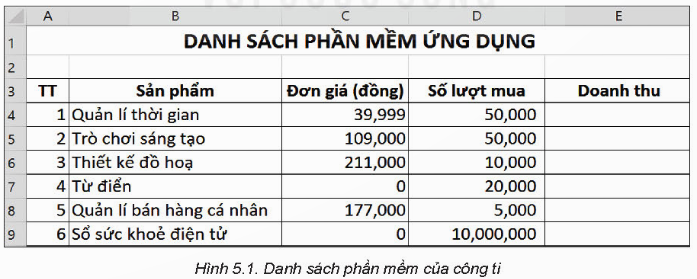 A B C D E
1 DANH SÁCH PHẦN MỀM ỨNG DỤNG
2
3 TT Sản phẩm Đơn giá (đồng) Số lượt mua Doanh thu
4 1 Quản lí thời gian 39,999 50,000
5 2 Trò chơi sáng tạo 109,000 50,000
6 3 Thiết kế đồ hoạ 211,000 10,000
7 4 Từ điển 0 20,000
8 5 Quản lí bán hàng cá nhân 177,000 5,000
9 6 Sổ sức khoẻ điện tử 0 10,000,000
Hình 5.1. Danh sách phần mềm của công ti